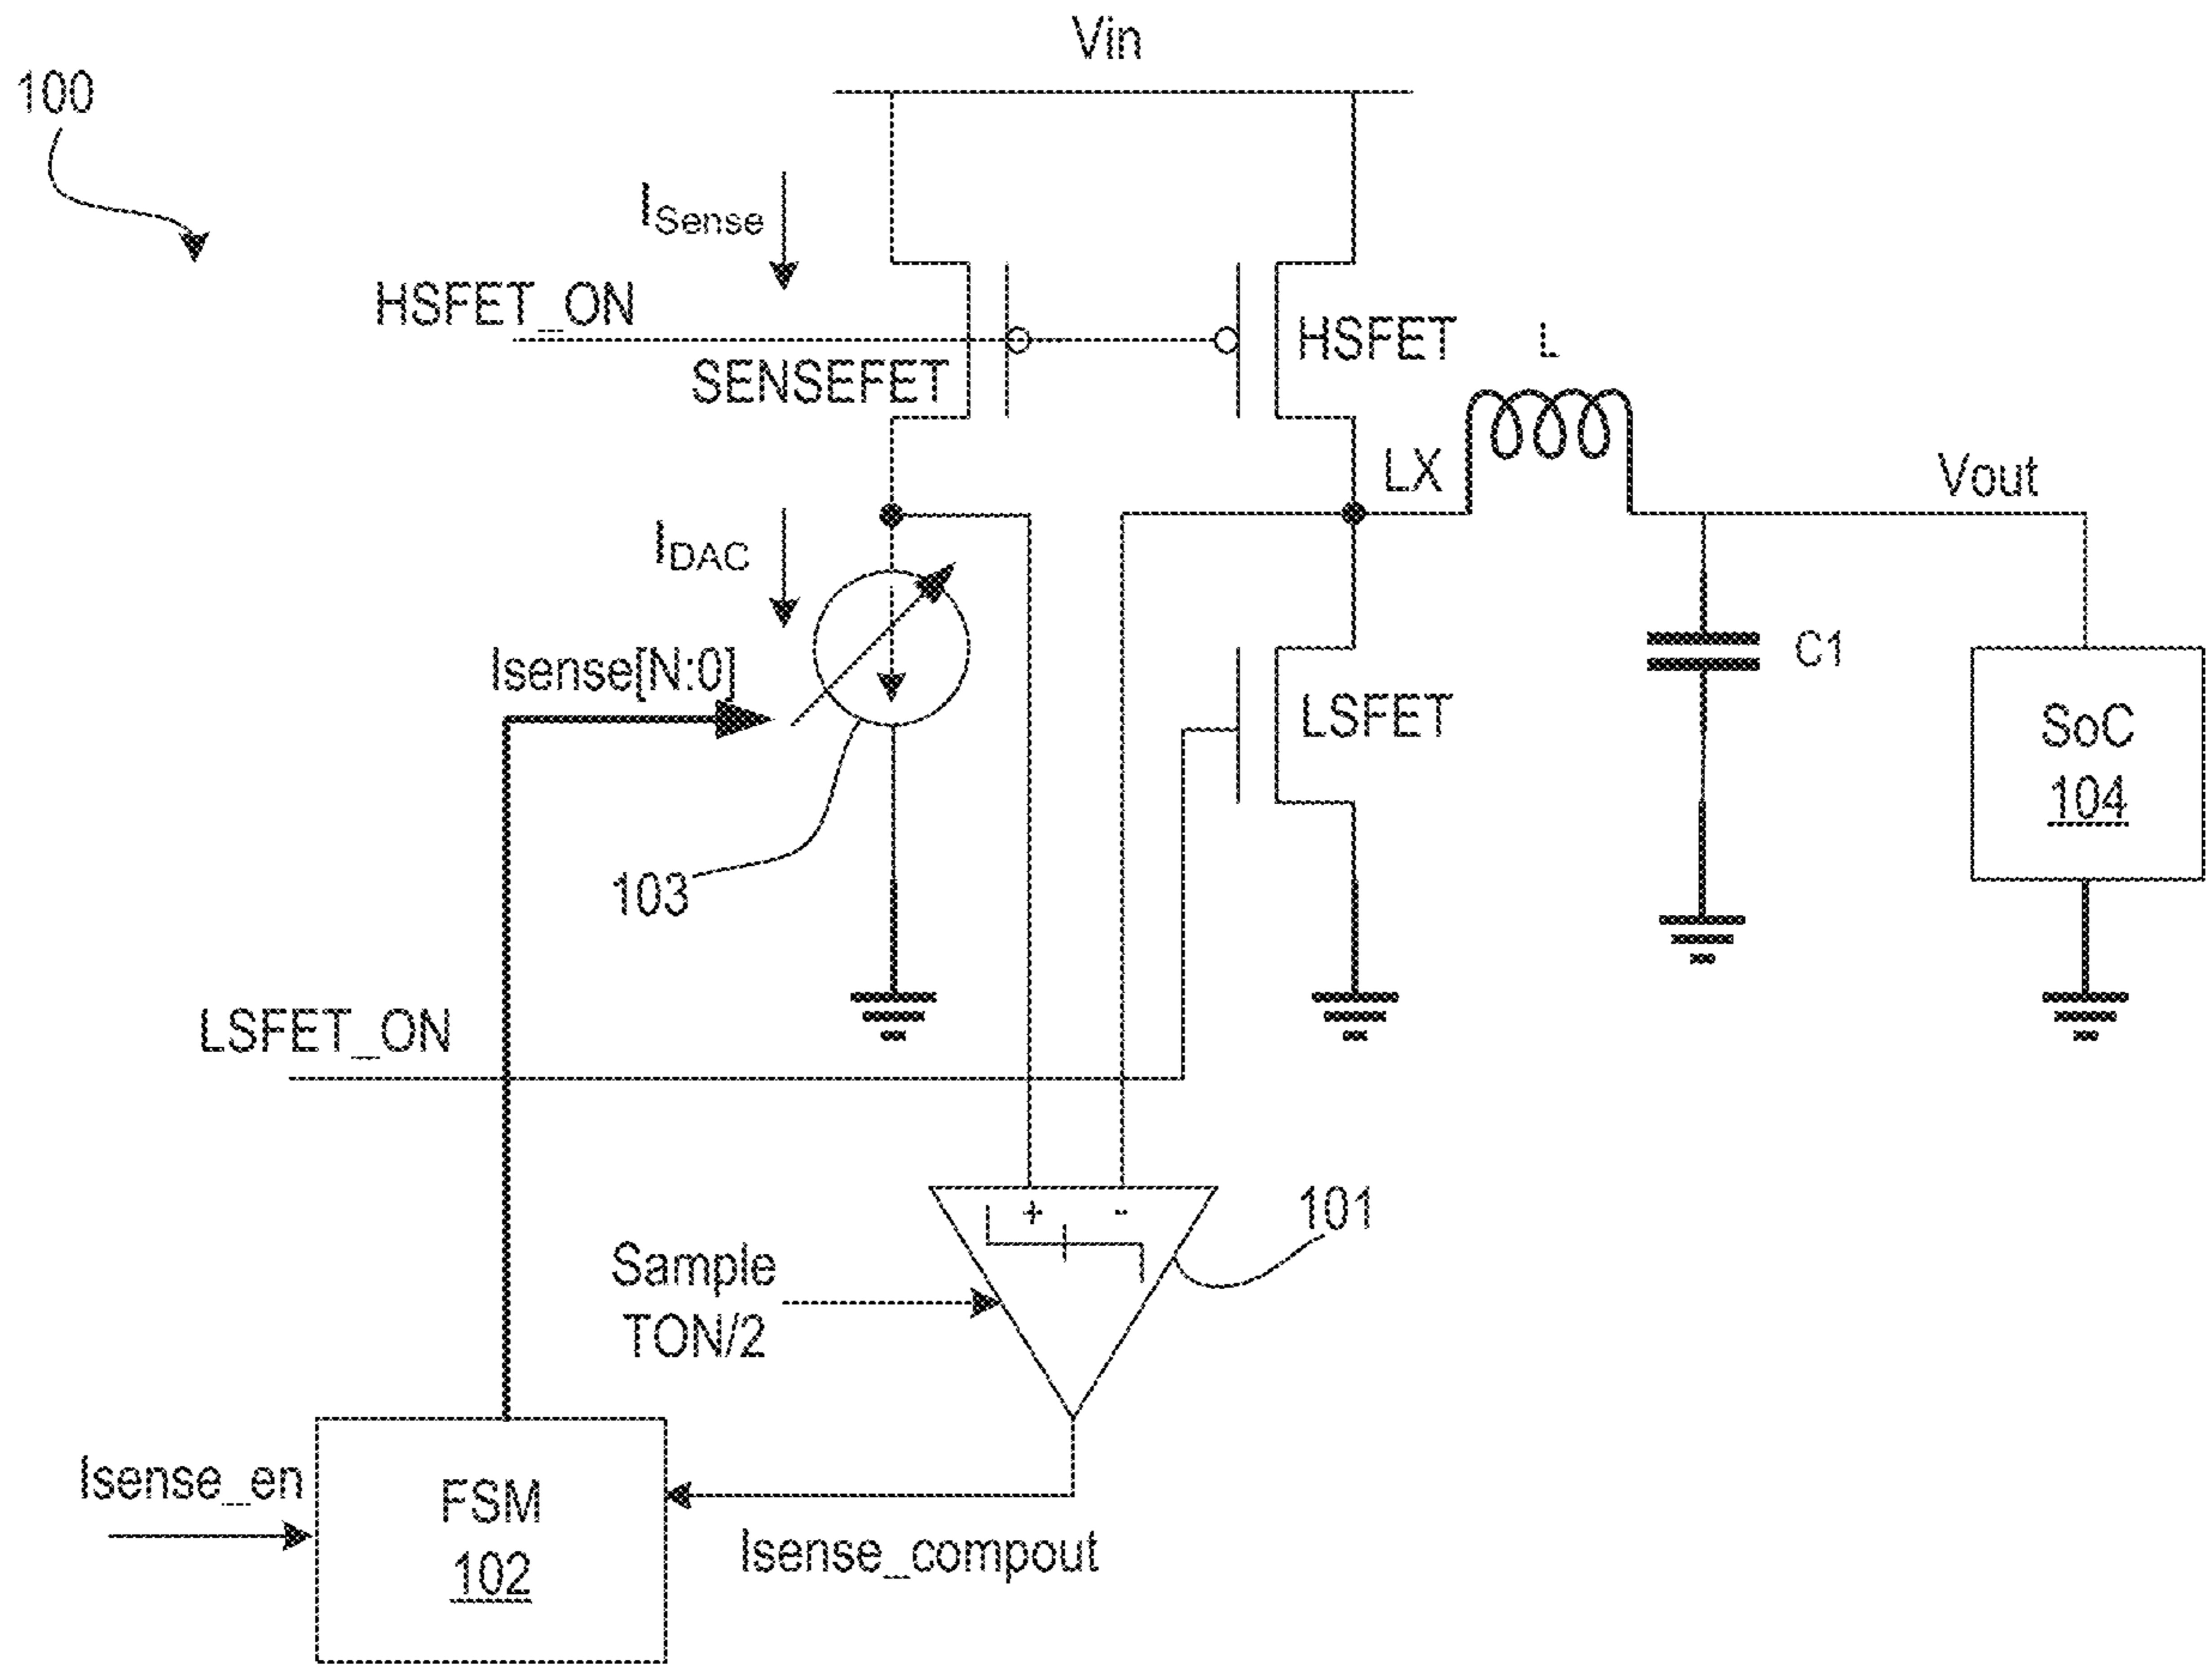 Vin
100
ISense
HSFET_ON
SENSEFET
HSFET
L
LX
Vout
IDAC
Isense[N:0]
C1
LSFET
SoC
104
103
LSFET_ON
+ -
101
Sample
TON/2
Isense_en
FSM
102
Isense_compout